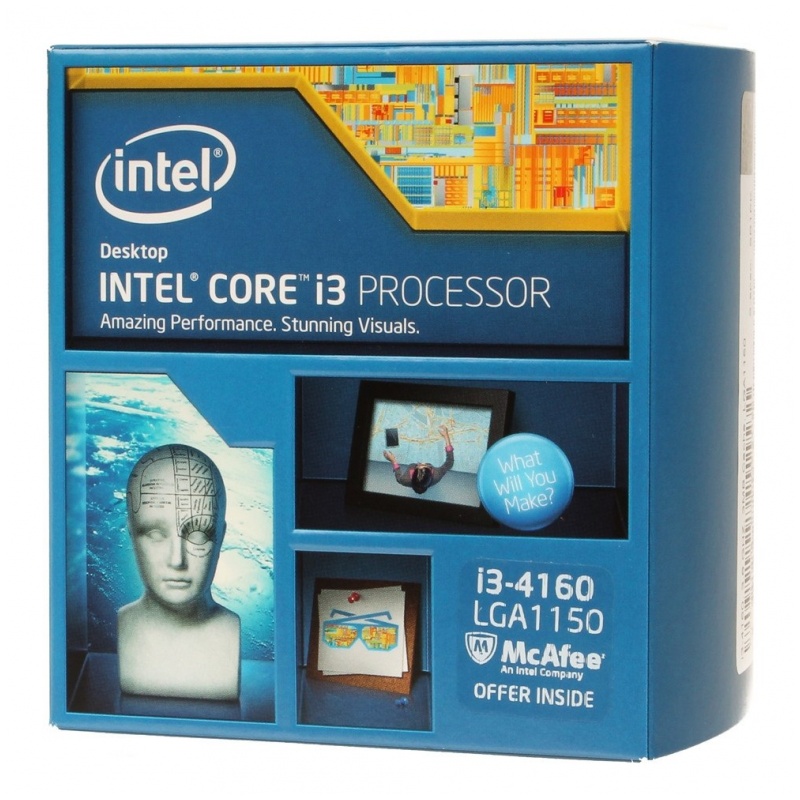 intel®
Desktop
INTEL® CORE™ i3 PROCESSOR
Amazing Performance. Stunning Visuals.
What
Will You
Make?
i3-4160
LGA1150
McAfee®
An Intel Company
OFFER INSIDE